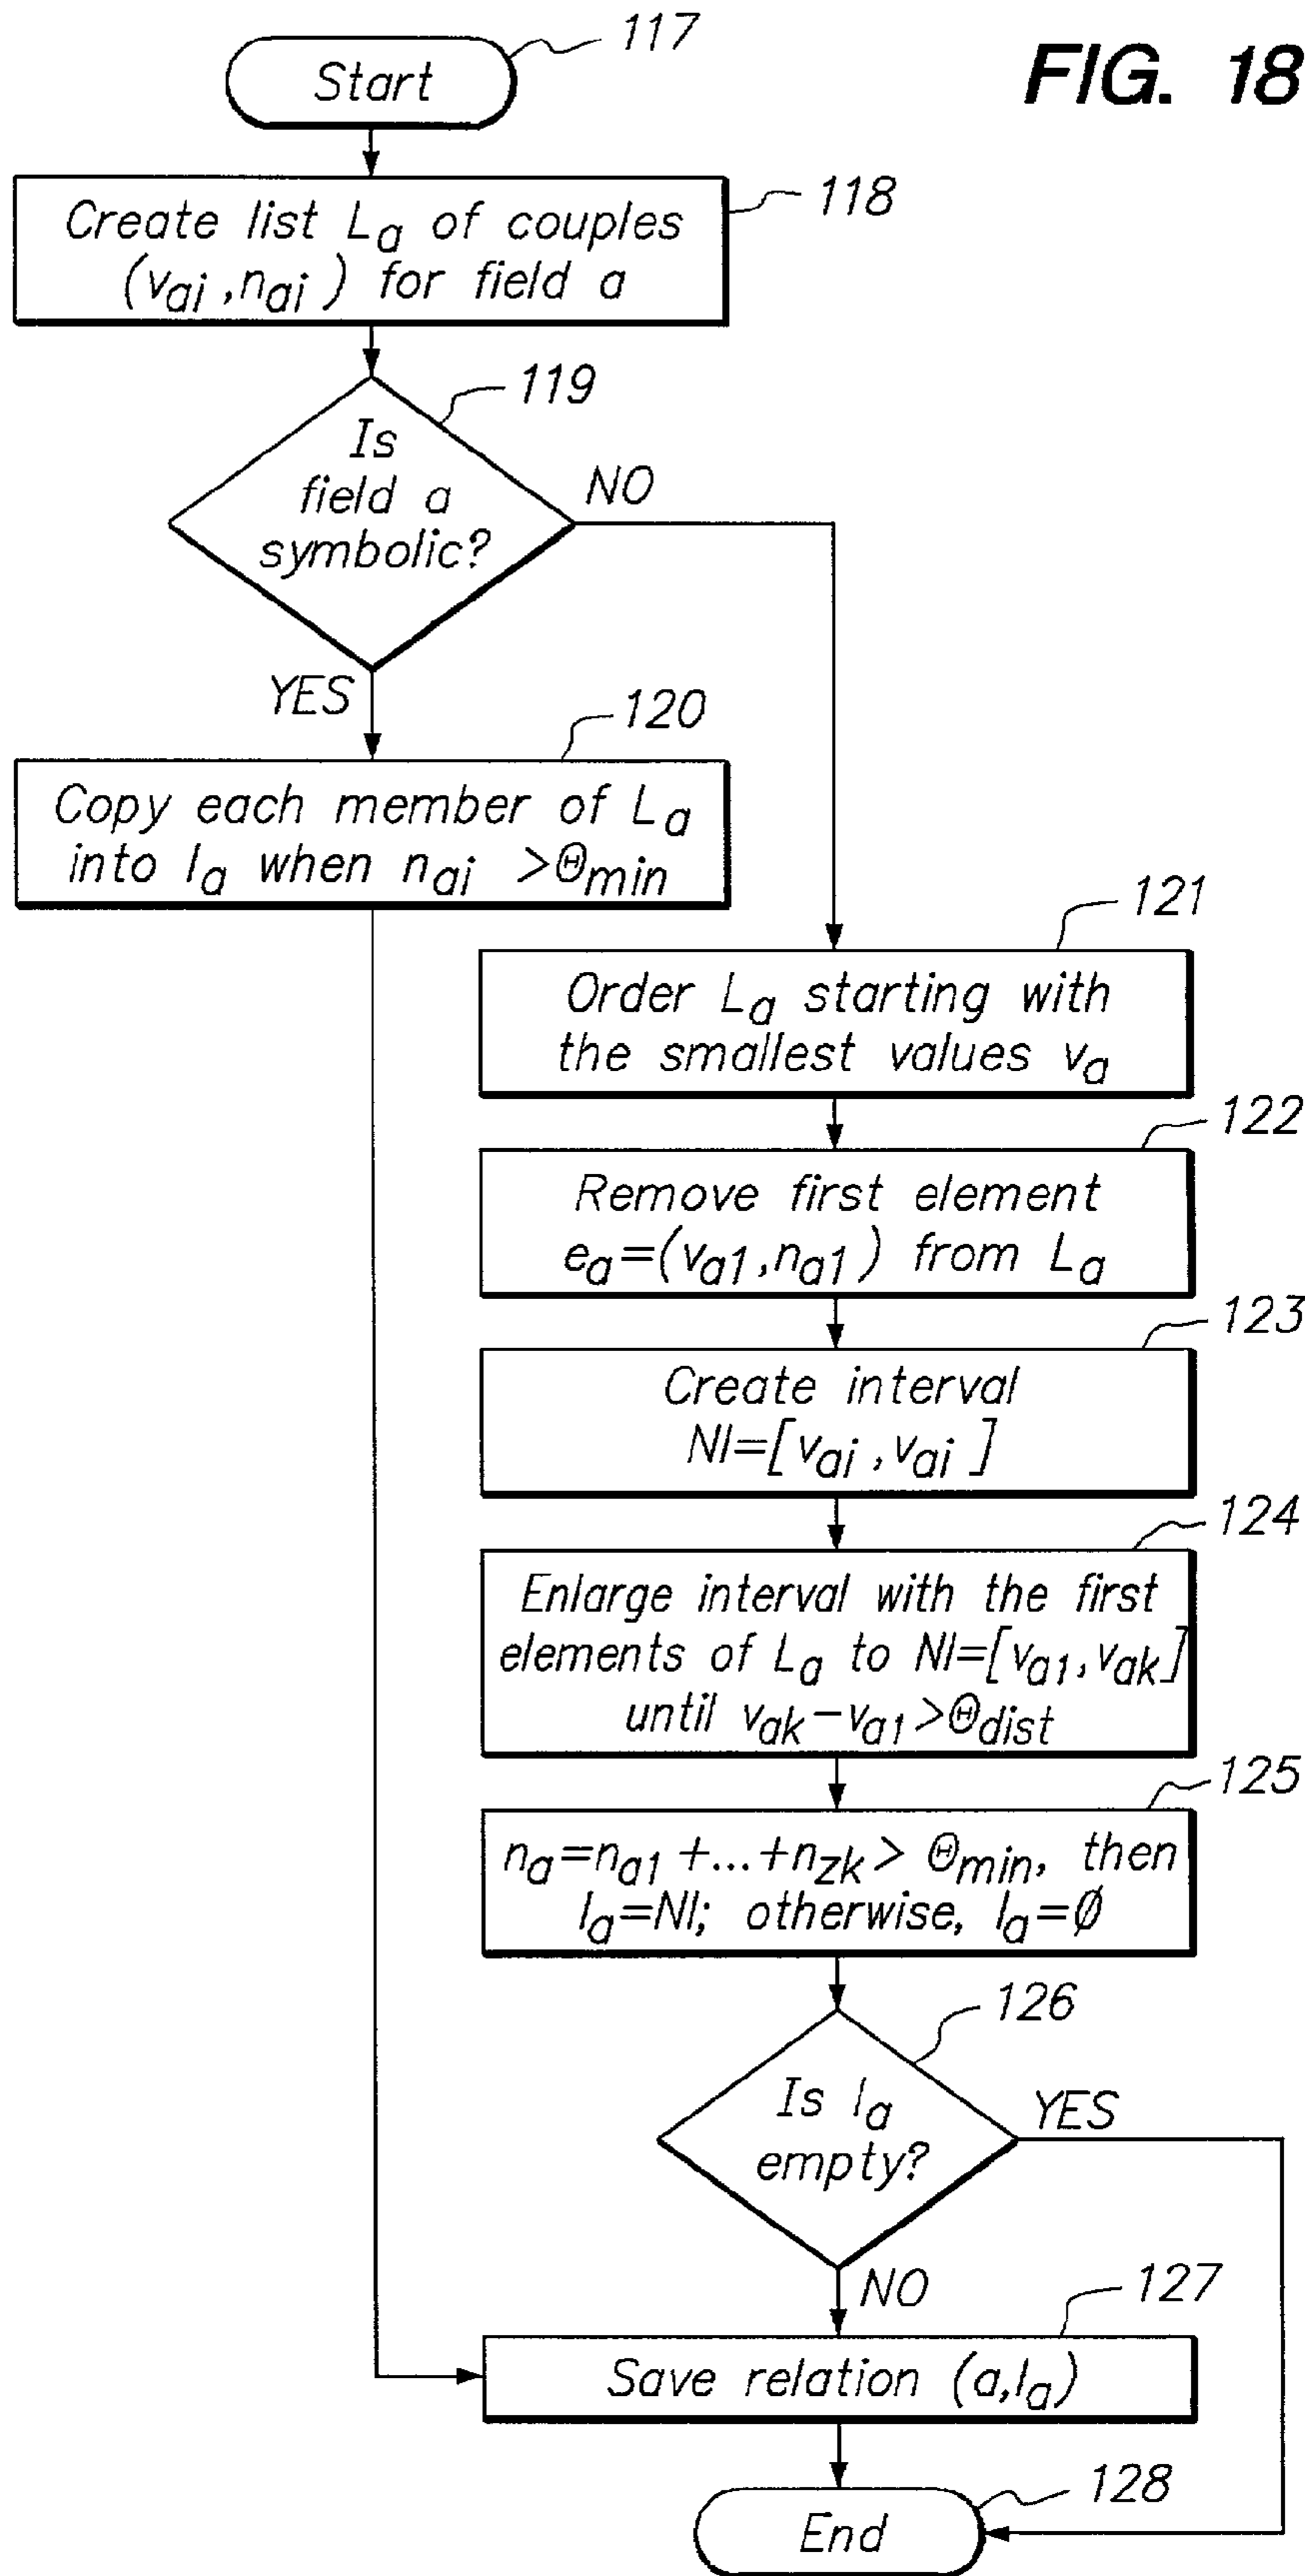 FIG. 18
Start
117
Create list La of couples
(vai,nai) for field a
118
Is
field a
symbolic?
119
NO
YES
Copy each member of La
into Ia when nai >Θmin
120
Order La starting with
the smallest values va
121
Remove first element
ea=(va1,na1) from La
122
Create interval
NI=[vai,vai]
123
Enlarge interval with the first
elements of La to NI=[va1,vak]
until vak-va1>Θdist
124
na=na1+...+nzk> Θmin, then
Ia=NI; otherwise, Ia=Ø
125
Is Ia
empty?
126
YES
NO
Save relation (a,Ia)
127
End
128